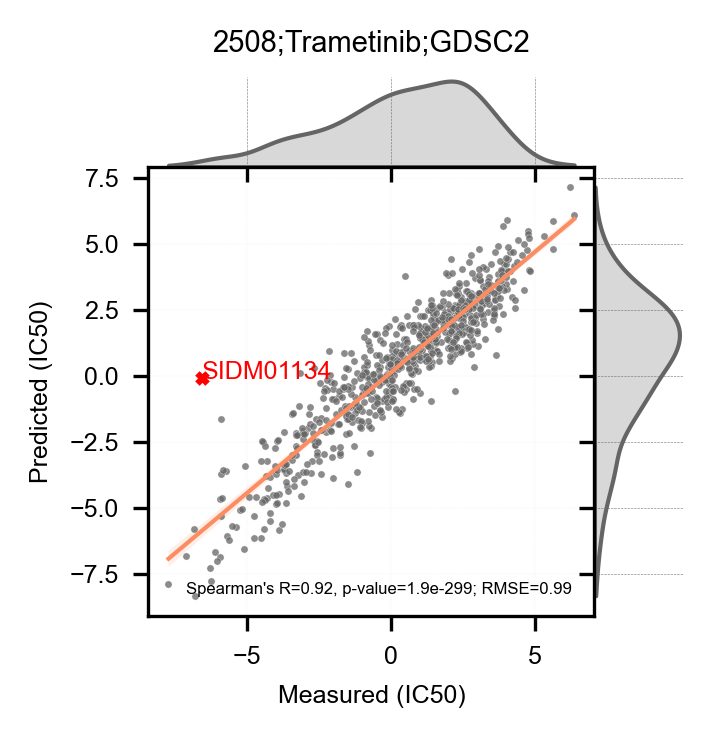 2508;Trametinib;GDSC2
7.5
5.0
2.5
0.0
−2.5
−5.0
−7.5
Predicted (IC50)
SIDM01134
Spearman's R=0.92, p-value=1.9e-299; RMSE=0.99
−5
0
5
Measured (IC50)